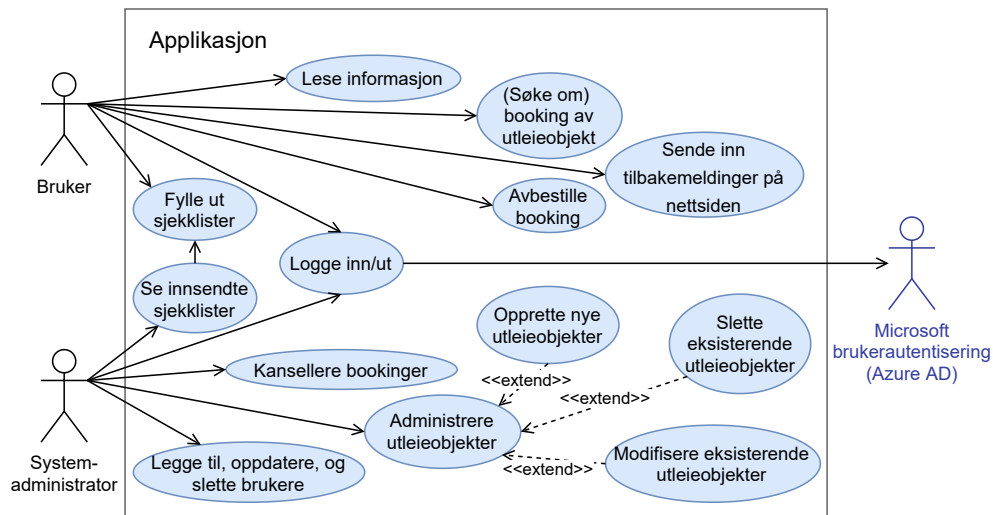 Applikasjon
Lese informasjon
(Søke om)
booking av
utleieobjekt
Sende inn
tilbakemeldinger på
nettsiden
Bruker
Fylle ut
sjekklister
Avbestille
booking
Logge inn/ut
Se innsendte
sjekklister
Microsoft
brukerautentisering
(Azure AD)
Opprette nye
utleieobjekter
Slette
eksisterende
utleieobjekter
Kansellere bookinger
<<extend>>
<<extend>>
Administrere
utleieobjekter
System-
administrator
Legge til, oppdatere, og
slette brukere
<<extend>>
Modifisere eksisterende
utleieobjekter